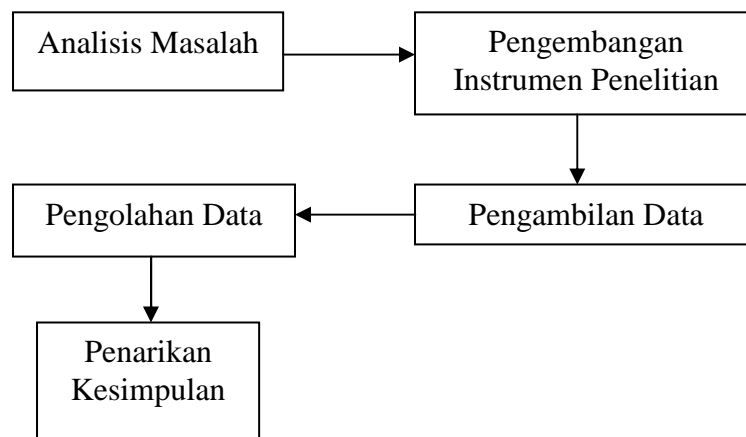 Analisis Masalah
Pengembangan
Instrumen Penelitian
Pengambilan Data
Pengolahan Data
Penarikan
Kesimpulan